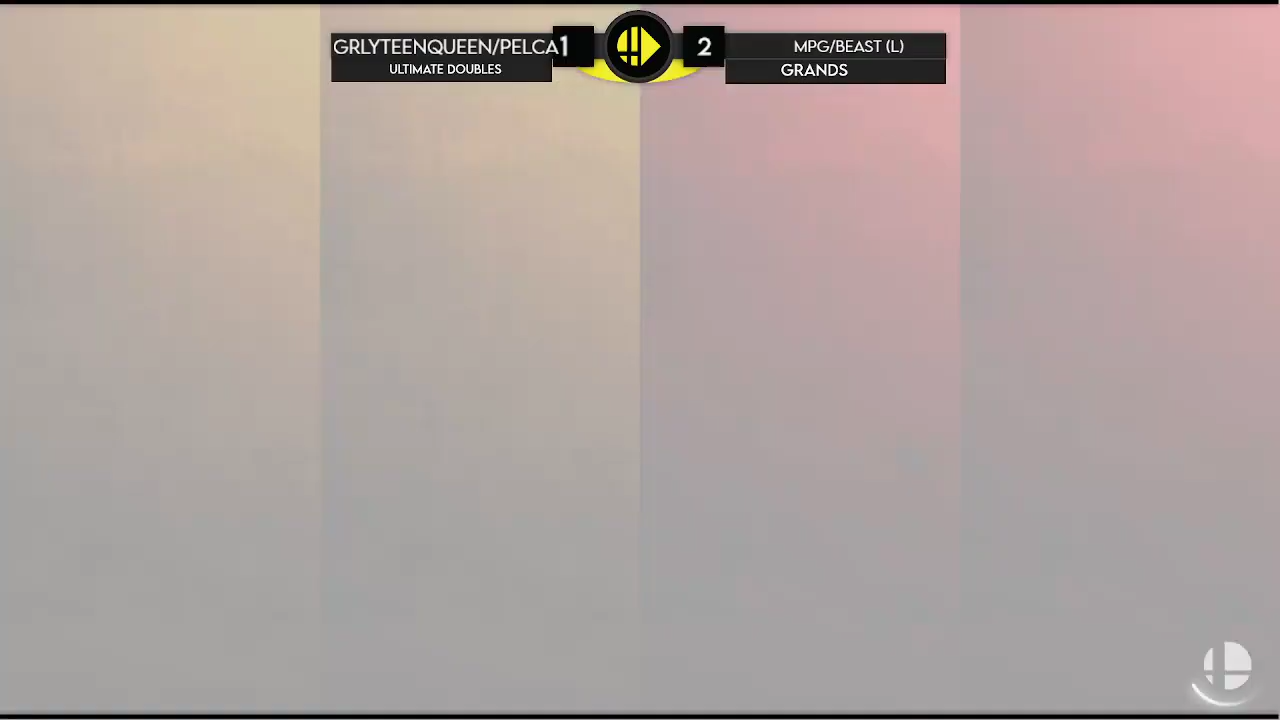 GRLYTEENQUEEN/PELCA 1 2 MPG/BEAST (L)
ULTIMATE DOUBLES GRANDS